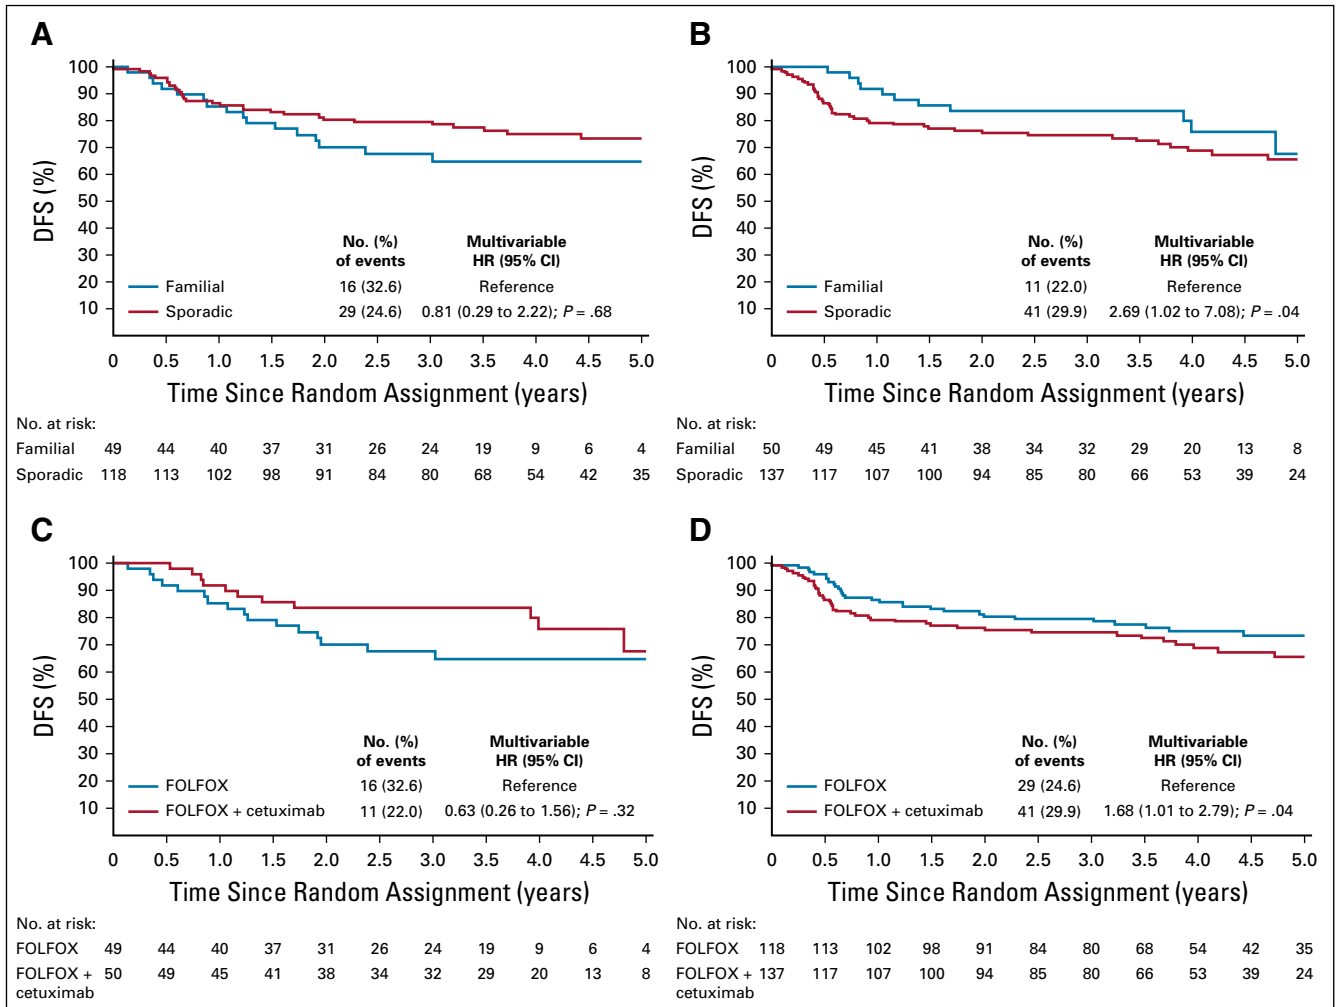 A
100
90
80
70
60
50
40
30
20
10
DFS (%)
No. (%) Multivariable
of events HR (95% CI)
Familial 16 (32.6) Reference
Sporadic 29 (24.6) 0.81 (0.29 to 2.22); P = .68
0 0.5 1.0 1.5 2.0 2.5 3.0 3.5 4.0 4.5 5.0
Time Since Random Assignment (years)
No. at risk:
Familial 49 44 40 37 31 26 24 19 9 6 4
Sporadic 118 113 102 98 91 84 80 68 54 42 35
B
100
90
80
70
60
50
40
30
20
10
DFS (%)
No. (%) Multivariable
of events HR (95% CI)
Familial 11 (22.0) Reference
Sporadic 41 (29.9) 2.69 (1.02 to 7.08); P = .04
0 0.5 1.0 1.5 2.0 2.5 3.0 3.5 4.0 4.5 5.0
Time Since Random Assignment (years)
No. at risk:
Familial 50 49 45 41 38 34 32 29 20 13 8
Sporadic 137 117 107 100 94 85 80 66 53 39 24
C
100
90
80
70
60
50
40
30
20
10
DFS (%)
No. (%) Multivariable
of events HR (95% CI)
FOLFOX 16 (32.6) Reference
FOLFOX + cetuximab 11 (22.0) 0.63 (0.26 to 1.56); P = .32
0 0.5 1.0 1.5 2.0 2.5 3.0 3.5 4.0 4.5 5.0
Time Since Random Assignment (years)
No. at risk:
FOLFOX 49 44 40 37 31 26 24 19 9 6 4
FOLFOX + 50 49 45 41 38 34 32 29 20 13 8
cetuximab
D
100
90
80
70
60
50
40
30
20
10
DFS (%)
No. (%) Multivariable
of events HR (95% CI)
FOLFOX 29 (24.6) Reference
FOLFOX + cetuximab 41 (29.9) 1.68 (1.01 to 2.79); P = .04
0 0.5 1.0 1.5 2.0 2.5 3.0 3.5 4.0 4.5 5.0
Time Since Random Assignment (years)
No. at risk:
FOLFOX 118 113 102 98 91 84 80 68 54 42 35
FOLFOX + 137 117 107 100 94 85 80 66 53 39 24
cetuximab